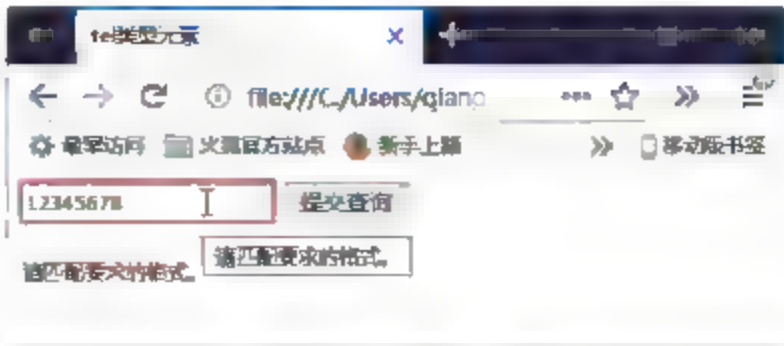 tel类型元素
file:///C:/Users/qiang
最常访问 火狐官方站点 新手上路 移动版书签
12345678 提交查询
请匹配要求的格式。
请匹配要求的格式。